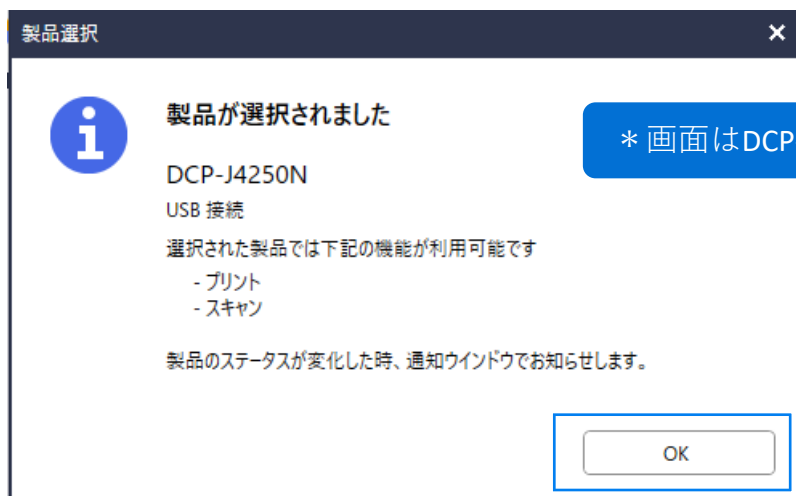 製品選択
製品が選択されました
＊画面はDCP
DCP-J4250N
USB 接続
選択された製品では下記の機能が利用可能です
- プリント
- スキャン
製品のステータスが変化した時、通知ウインドウでお知らせします。
OK